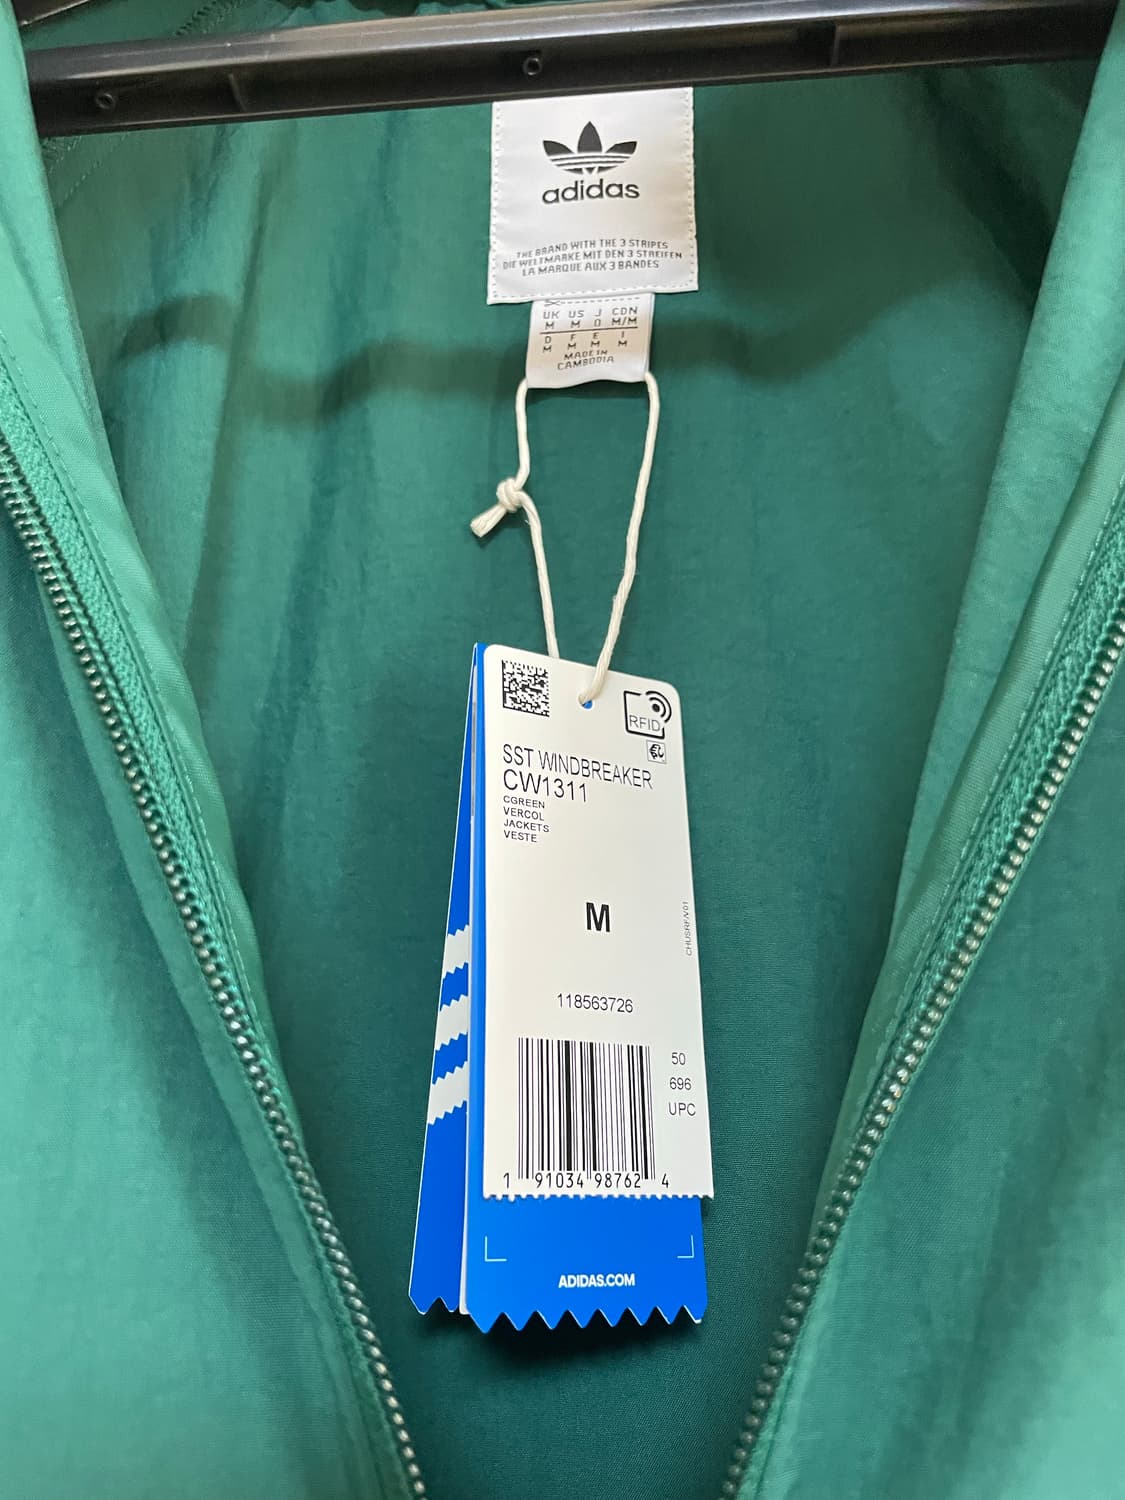 adidas
THE BRAND WITH THE 3 STRIPES
DIE WELTMARKE MIT DEN 3 STREIFEN
LA MARQUE AUX 3 BANDES
UK US J CDN
M M O M/M
D F E I
M M M M
MADE IN
CAMBODIA
RFID
SST WINDBREAKER
CW1311
CGREEN
VERCOL
JACKETS
VESTE
M
118563726
50
696
UPC
1 91034 98762 4
ADIDAS.COM